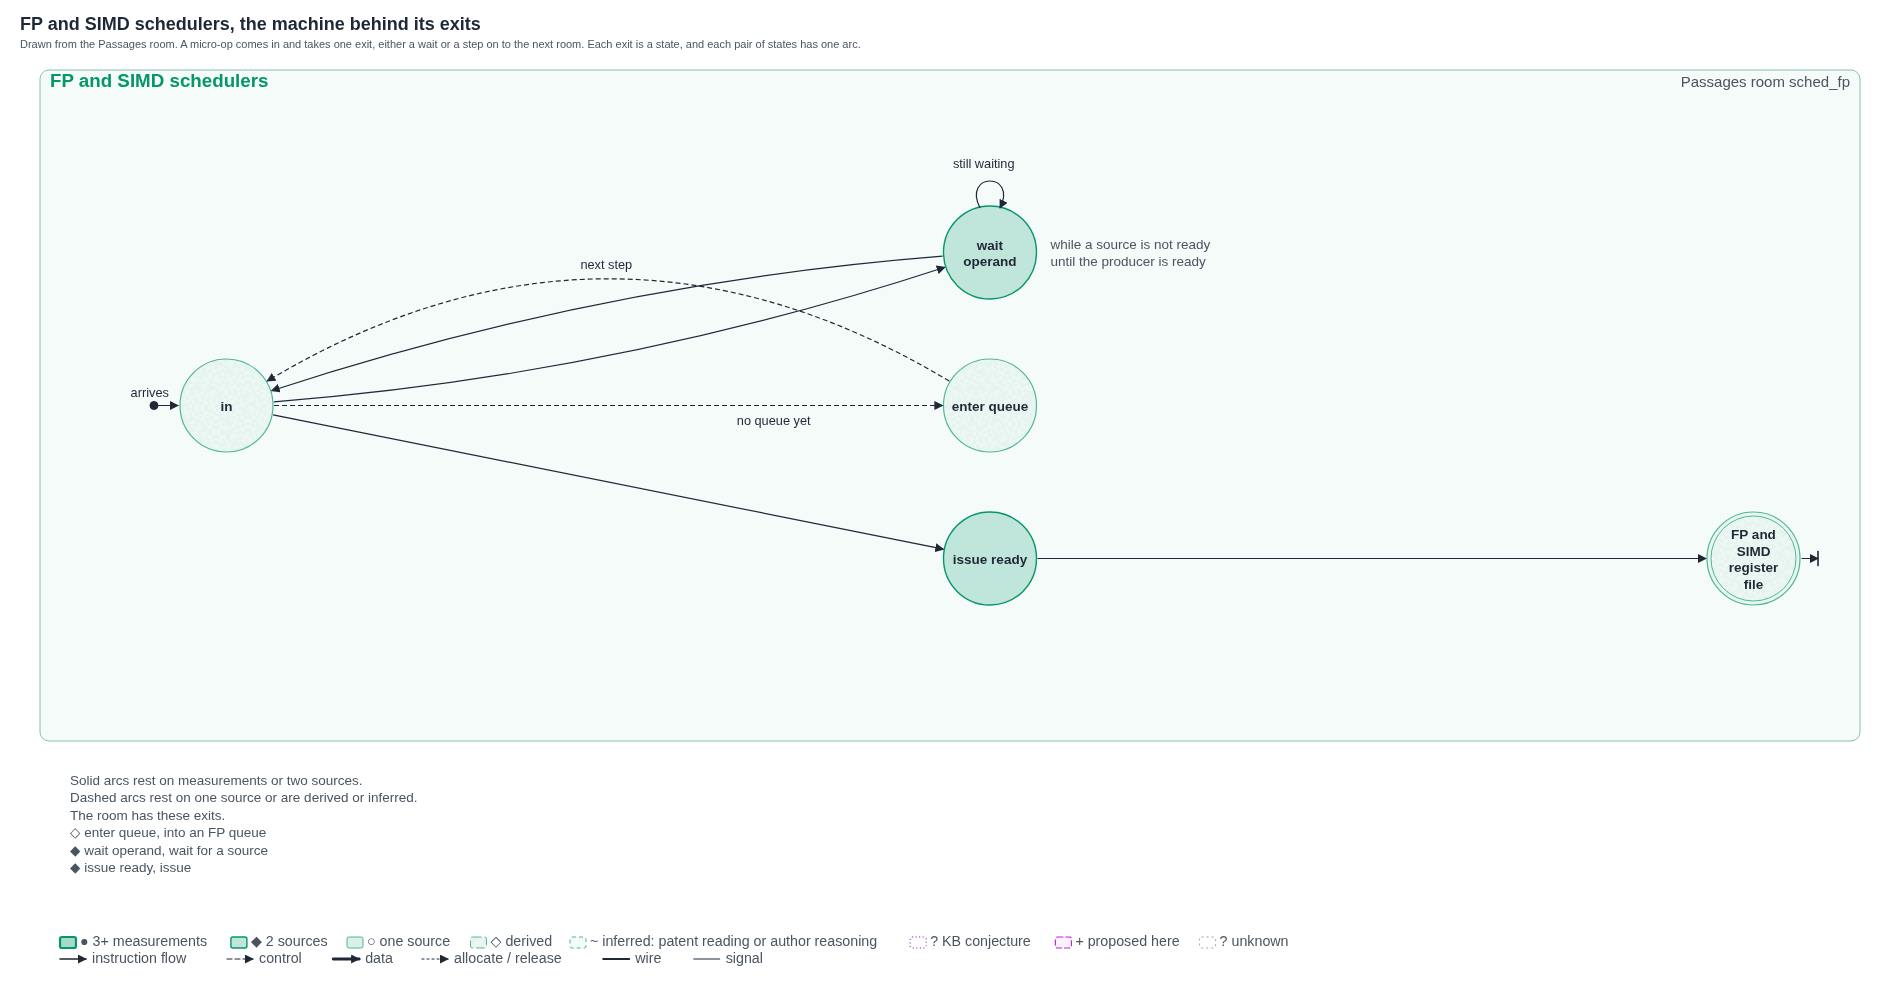 FP and SIMD schedulers, the machine behind its exits
Drawn from the Passages room. A micro-op comes in and takes one exit, either a wait or a step on to the next room. Each exit is a state, and each pair of states has one arc.
FP and SIMD schedulers
Passages room sched_fp
still waiting
wait
operand
while a source is not ready
until the producer is ready
next step
arrives
in
enter queue
no queue yet
issue ready
FP and
SIMD
register
file
Solid arcs rest on measurements or two sources.
Dashed arcs rest on one source or are derived or inferred.
The room has these exits.
◇ enter queue, into an FP queue
◆ wait operand, wait for a source
◆ issue ready, issue
● 3+ measurements ◆ 2 sources ○ one source ◇ derived ~ inferred: patent reading or author reasoning ? KB conjecture + proposed here ? unknown
instruction flow control data allocate / release wire signal